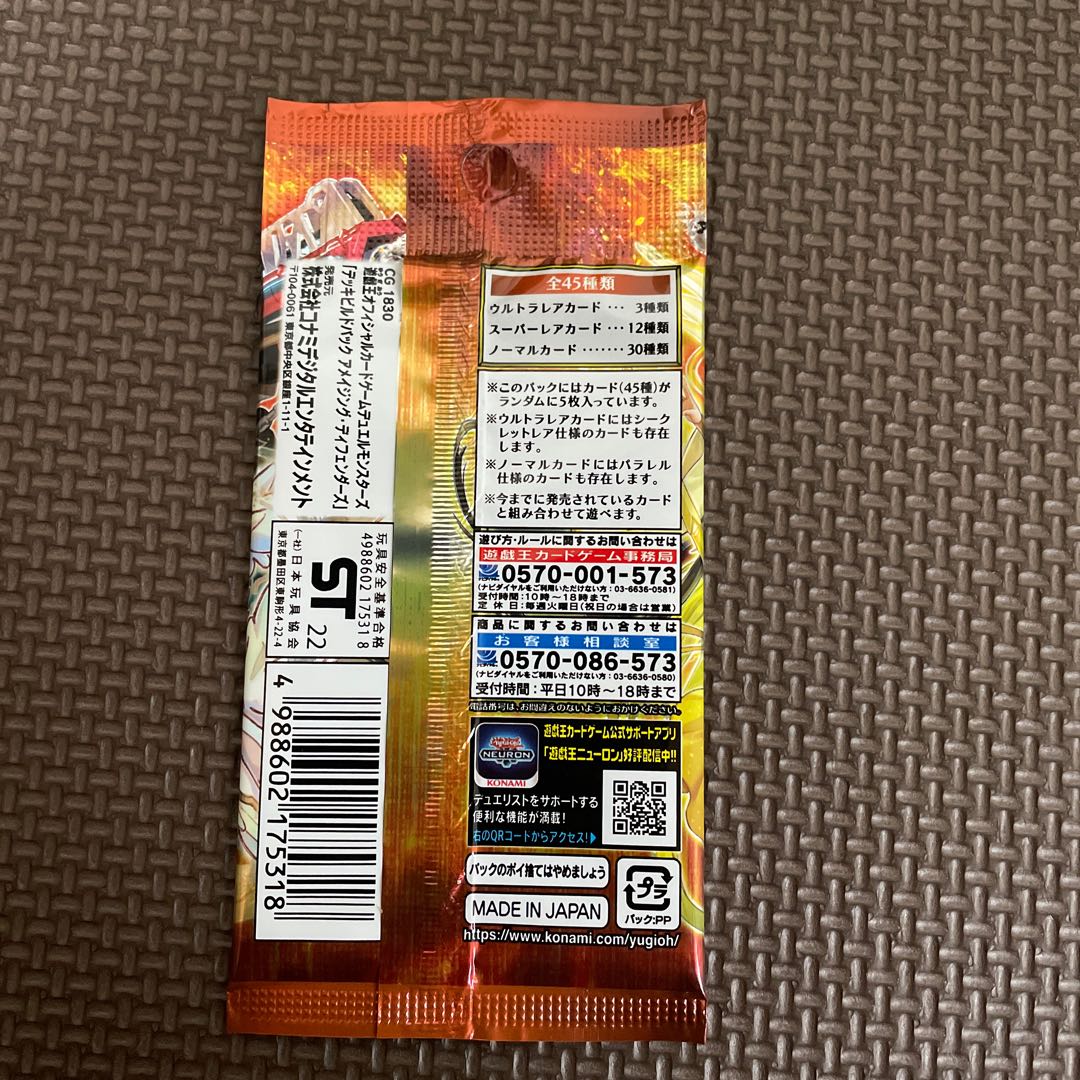 全45種類
ウルトラレアカード ‥‥ 3種類
スーパーレアカード ‥‥ 12種類
ノーマルカード ‥‥‥‥ 30種類
※このパックにはカード(45種)が
ランダムに5枚入っています。
※ウルトラレアカードにはシーク
レットレア仕様のカードも存在
します。
※ノーマルカードにはパラレル
仕様のカードも存在します。
※今までに発売されているカード
と組み合わせて遊べます。
遊び方・ルールに関するお問い合わせは
遊戯王カードゲーム事務局
0570-001-573
(ナビダイヤルをご利用いただけない方:03-6636-0581)
受付時間:10時~18時まで
定休日:毎週火曜日(祝日の場合は営業)
商品に関するお問い合わせは
お客様相談室
0570-086-573
(ナビダイヤルをご利用いただけない方:03-6636-0580)
受付時間:平日10時~18時まで
電話番号は、お間違えのないようにおかけください。
遊戯王カードゲーム公式サポートアプリ
「遊戯王ニューロン」好評配信中!!
NEURON
KONAMI
デュエリストをサポートする
便利な機能が満載!
右のQRコードからアクセス!▶
パックのポイ捨てはやめましょう
MADE IN JAPAN
プラ
パック:PP
https://www.konami.com/yugioh/
CG 1830
遊戯王オフィシャルカードゲームデュエルモンスターズ
「デッキビルドパック アメイジング・ディフェンダーズ」
発売元
株式会社コナミデジタルエンタテインメント
〒104-0061 東京都中央区銀座1-11-1
玩具安全基準合格
4988602 175318
ST 22
(一社)日本玩具協会
東京都墨田区東駒形4-22-4
4 988602 175318